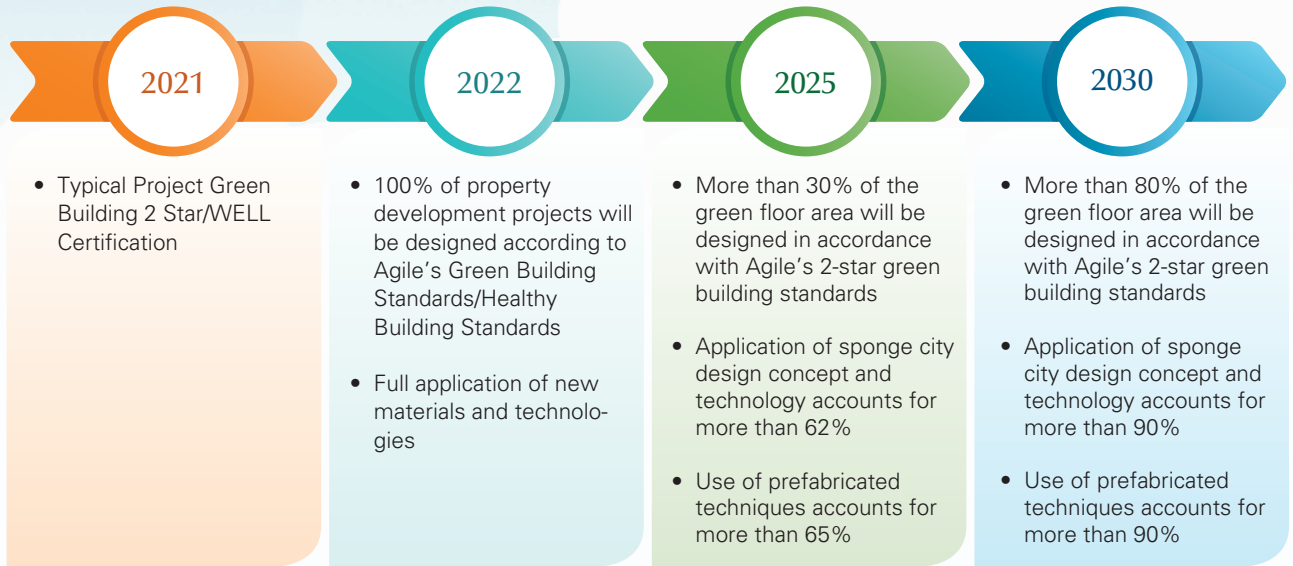 2021
2022
2025
2030
• Typical Project Green
Building 2 Star/WELL
Certification
• 100% of property
development projects will
be designed according to
Agile’s Green Building
Standards/Healthy
Building Standards
• Full application of new
materials and technolo-
gies
• More than 30% of the
green floor area will be
designed in accordance
with Agile’s 2-star green
building standards
• Application of sponge city
design concept and
technology accounts for
more than 62%
• Use of prefabricated
techniques accounts for
more than 65%
• More than 80% of the
green floor area will be
designed in accordance
with Agile’s 2-star green
building standards
• Application of sponge
city design concept and
technology accounts for
more than 90%
• Use of prefabricated
techniques accounts for
more than 90%